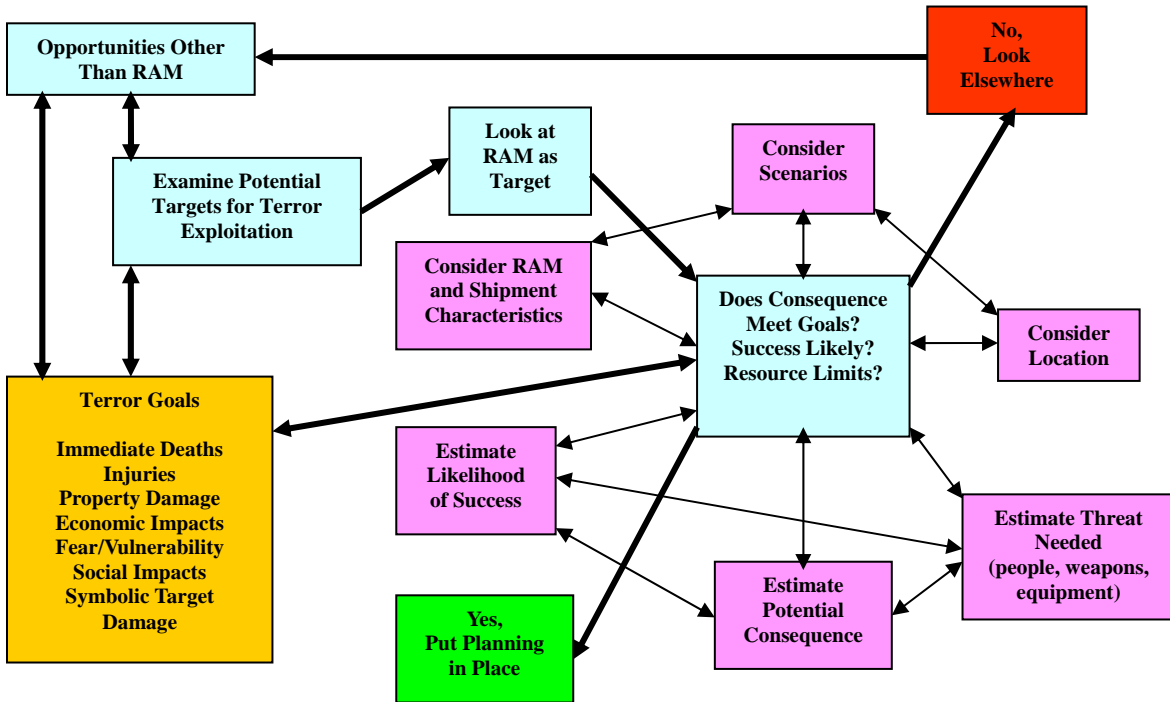 Opportunities Other
Than RAM
No,
Look
Elsewhere
Look at
RAM as
Target
Consider
Scenarios
Examine Potential
Targets for Terror
Exploitation
Consider RAM
and Shipment
Characteristics
Does Consequence
Meet Goals?
Success Likely?
Resource Limits?
Consider
Location
Terror Goals
Immediate Deaths
Injuries
Property Damage
Economic Impacts
Fear/Vulnerability
Social Impacts
Symbolic Target
Damage
Estimate
Likelihood
of Success
Estimate Threat
Needed
(people, weapons,
equipment)
Estimate
Potential
Consequence
Yes,
Put Planning
in Place